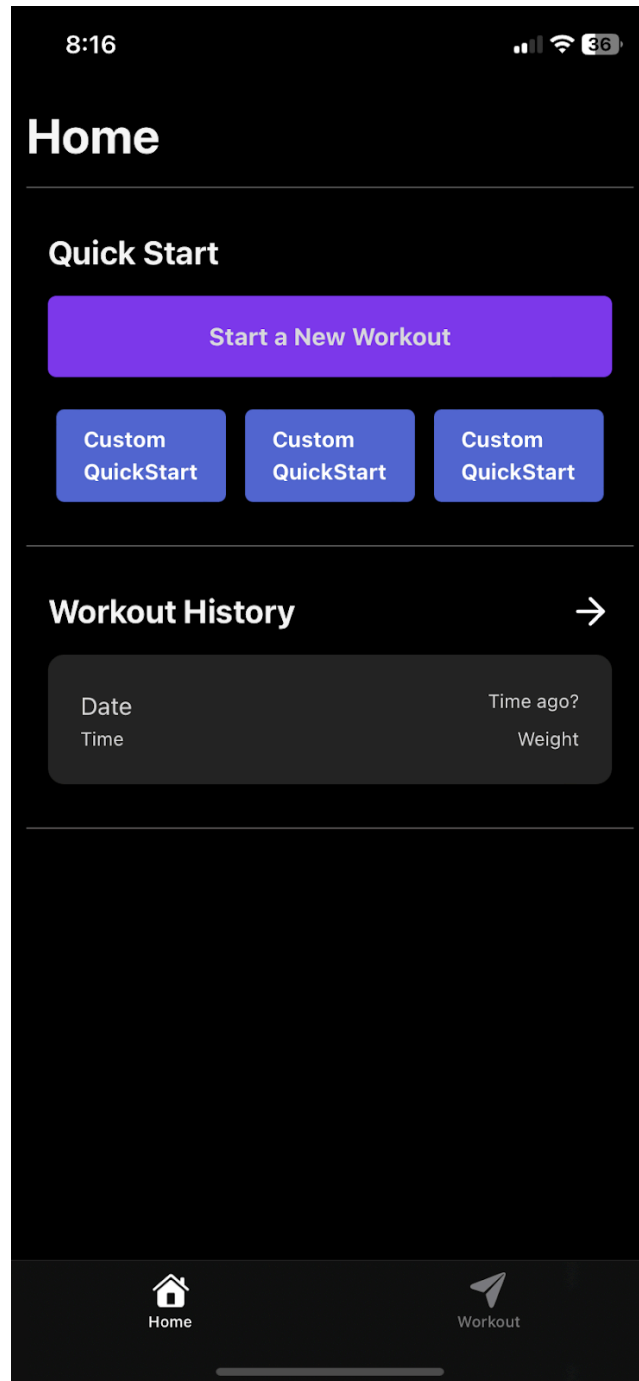 8:16
36
Home
Quick Start
Start a New Workout
Custom QuickStart
Custom QuickStart
Custom QuickStart
Workout History
Date
Time ago?
Time
Weight
Home
Workout